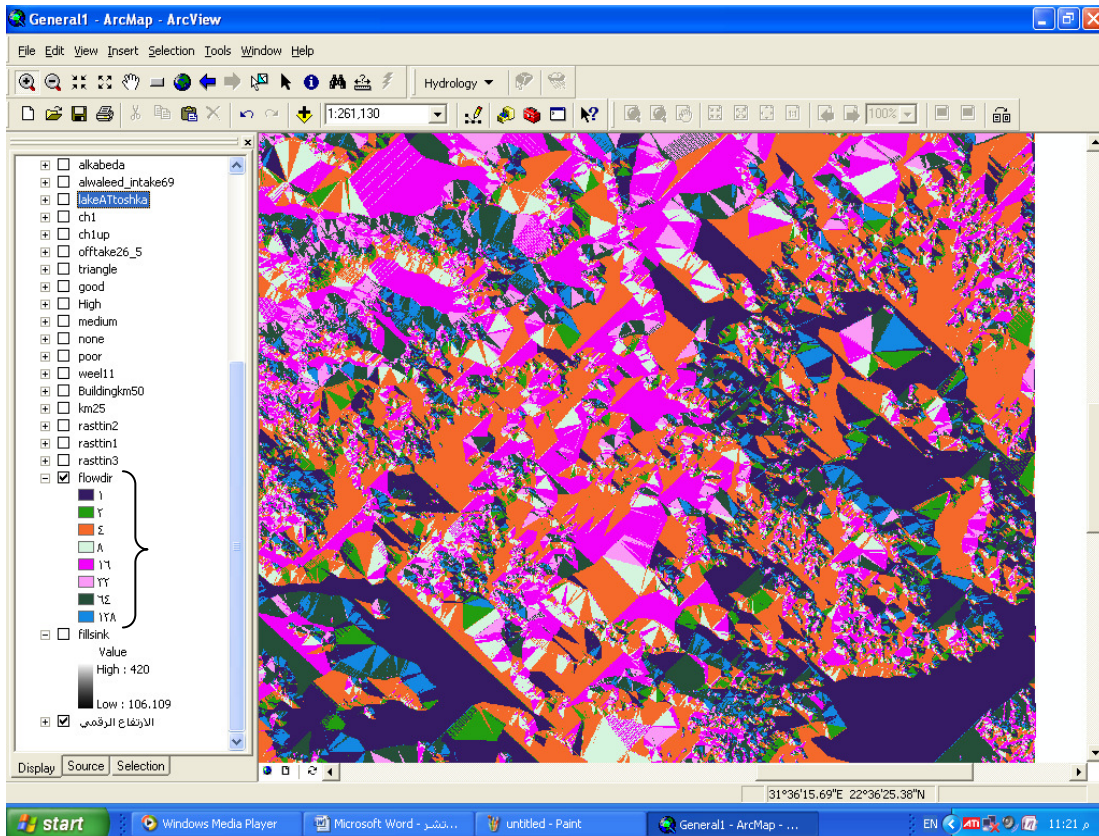 General1 - ArcMap - ArcView
File Edit View Insert Selection Tools Window Help
Hydrology
1:261,130
100%
alkabeda
alwaleed_intake69
lakeATtoshka
ch1
ch1up
offtake26_5
triangle
good
High
medium
none
poor
weel11
Buildingkm50
km25
rasttin2
rasttin1
rasttin3
flowdir
١
٢
٤
٨
١٦
٣٢
٦٤
١٢٨
fillsink
Value
High : 420
Low : 106.109
الارتفاع الرقمي
Display Source Selection
31°36'15.69"E 22°36'25.38"N
start Windows Media Player Microsoft Word - نشر... untitled - Paint General1 - ArcMap - ... EN ATI 11:21 م